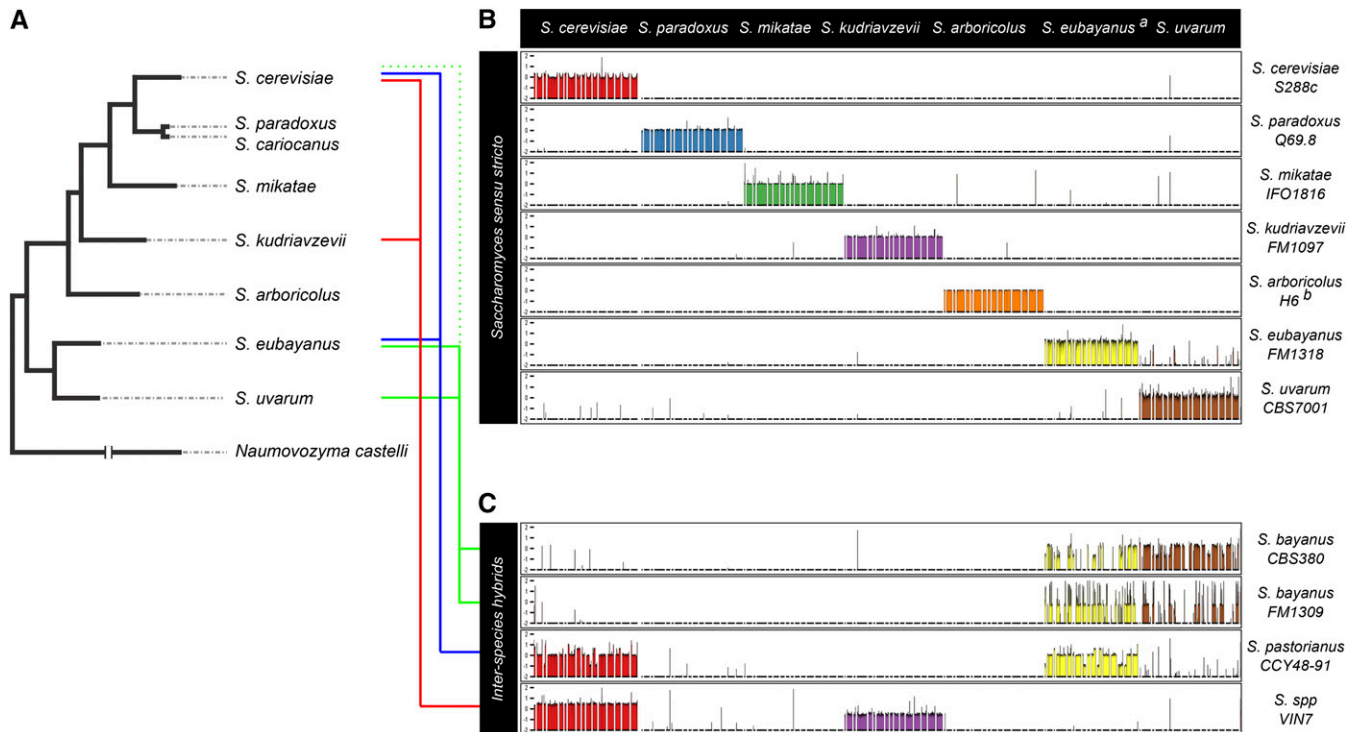 A
B
S. cerevisiae S. paradoxus S. mikatae S. kudriavzevii S. arboricolus S. eubayanus a S. uvarum
S. cerevisiae
S. paradoxus
S. cariocanus
S. mikatae
S. kudriavzevii
S. arboricolus
S. eubayanus
S. uvarum
Naumovozyma castelli
Saccharomyces sensu stricto
S. cerevisiae
S288c
S. paradoxus
Q69.8
S. mikatae
IFO1816
S. kudriavzevii
FM1097
S. arboricolus
H6 b
S. eubayanus
FM1318
S. uvarum
CBS7001
C
Inter-species hybrids
S. bayanus
CBS380
S. bayanus
FM1309
S. pastorianus
CCY48-91
S. spp
VIN7